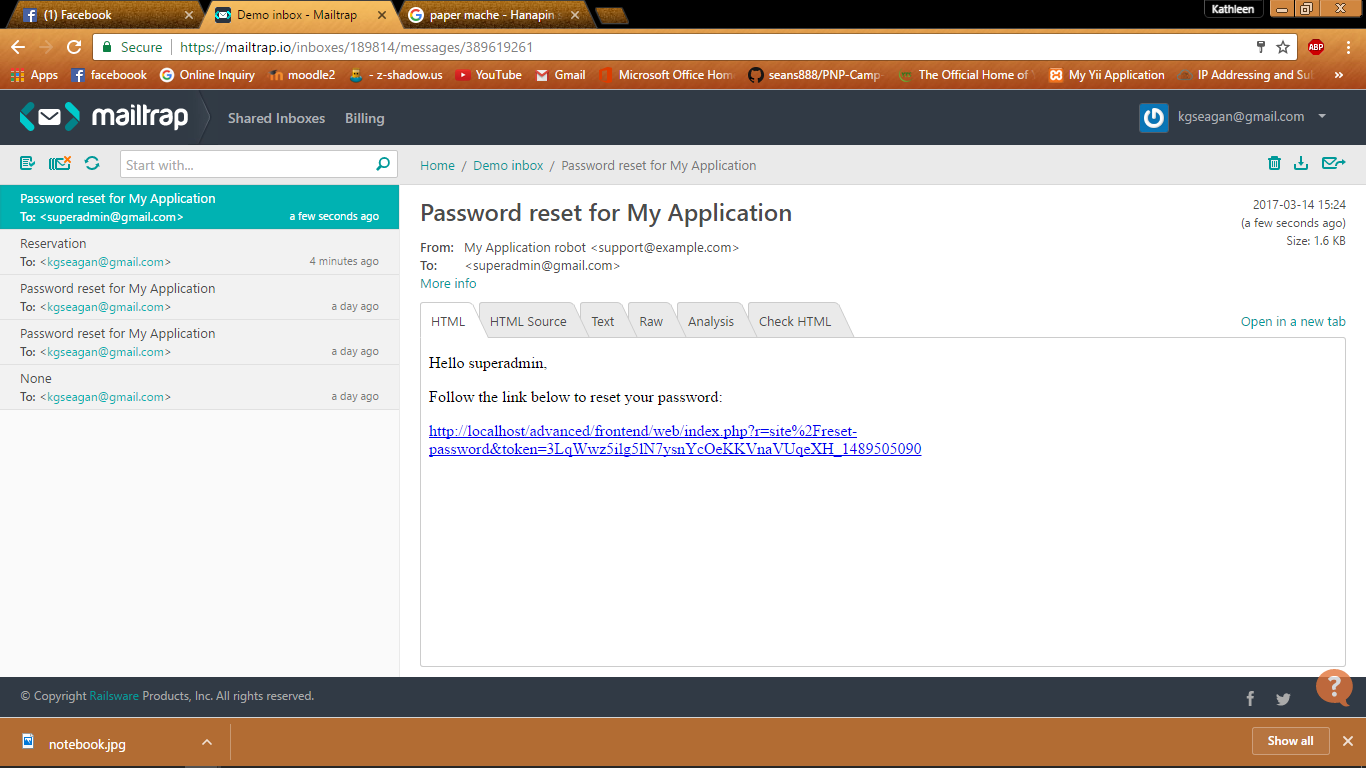 Kathleen
(1) Facebook
Demo inbox - Mailtrap
paper mache - Hanapin
Secure
https://mailtrap.io/inboxes/189814/messages/389619261
ABP
Apps
faceboook
Online Inquiry
moodle2
- z-shadow.us
YouTube
Gmail
Microsoft Office Hom
seans888/PNP-Camp
The Official Home of
My Yii Application
IP Addressing and Su
»
mailtrap
Shared Inboxes
Billing
kgseagan@gmail.com
Start with...
Home / Demo inbox / Password reset for My Application
Password reset for My Application
To: <superadmin@gmail.com>
a few seconds ago
Reservation
To: <kgseagan@gmail.com>
4 minutes ago
Password reset for My Application
To: <kgseagan@gmail.com>
a day ago
Password reset for My Application
To: <kgseagan@gmail.com>
a day ago
None
To: <kgseagan@gmail.com>
a day ago
Password reset for My Application
2017-03-14 15:24
(a few seconds ago)
Size: 1.6 KB
From: My Application robot <support@example.com>
To: <superadmin@gmail.com>
More info
HTML
HTML Source
Text
Raw
Analysis
Check HTML
Open in a new tab
Hello superadmin,
Follow the link below to reset your password:
http://localhost/advanced/frontend/web/index.php?r=site%2Freset-
password&token=3LqWwz5ilg5lN7ysnYcOeKKVnaVUqeXH_1489505090
© Copyright Railsware Products, Inc. All rights reserved.
?
notebook.jpg
Show all